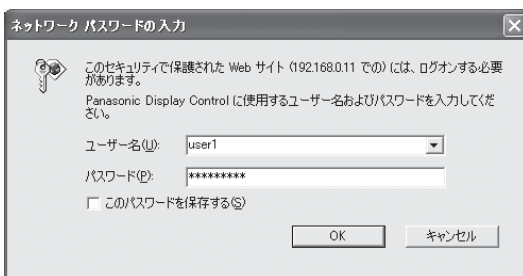 ネットワーク パスワードの入力
このセキュリティで保護された Web サイト (192.168.0.11 での) には、ログオンする必要
があります。
Panasonic Display Control に使用するユーザー名およびパスワードを入力してくだ
さい。
ユーザー名(U): user1
パスワード(P): *********
このパスワードを保存する(S)
OK キャンセル